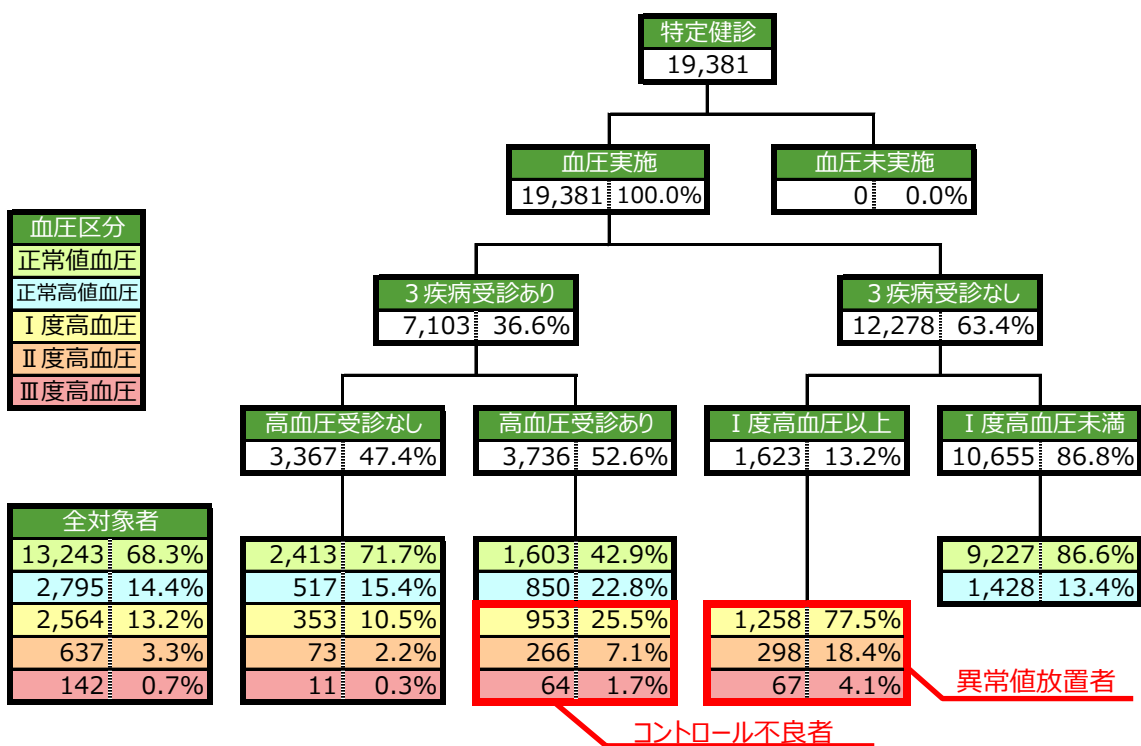 特定健診
19,381
血圧実施
19,381 100.0%
血圧未実施
0 0.0%
血圧区分
正常値血圧
正常高値血圧
Ⅰ度高血圧
Ⅱ度高血圧
Ⅲ度高血圧
3疾病受診あり
7,103 36.6%
3疾病受診なし
12,278 63.4%
高血圧受診なし
3,367 47.4%
高血圧受診あり
3,736 52.6%
Ⅰ度高血圧以上
1,623 13.2%
Ⅰ度高血圧未満
10,655 86.8%
全対象者
13,243 68.3%
2,795 14.4%
2,564 13.2%
637 3.3%
142 0.7%
2,413 71.7%
517 15.4%
353 10.5%
73 2.2%
11 0.3%
1,603 42.9%
850 22.8%
953 25.5%
266 7.1%
64 1.7%
1,258 77.5%
298 18.4%
67 4.1%
9,227 86.6%
1,428 13.4%
異常値放置者
コントロール不良者